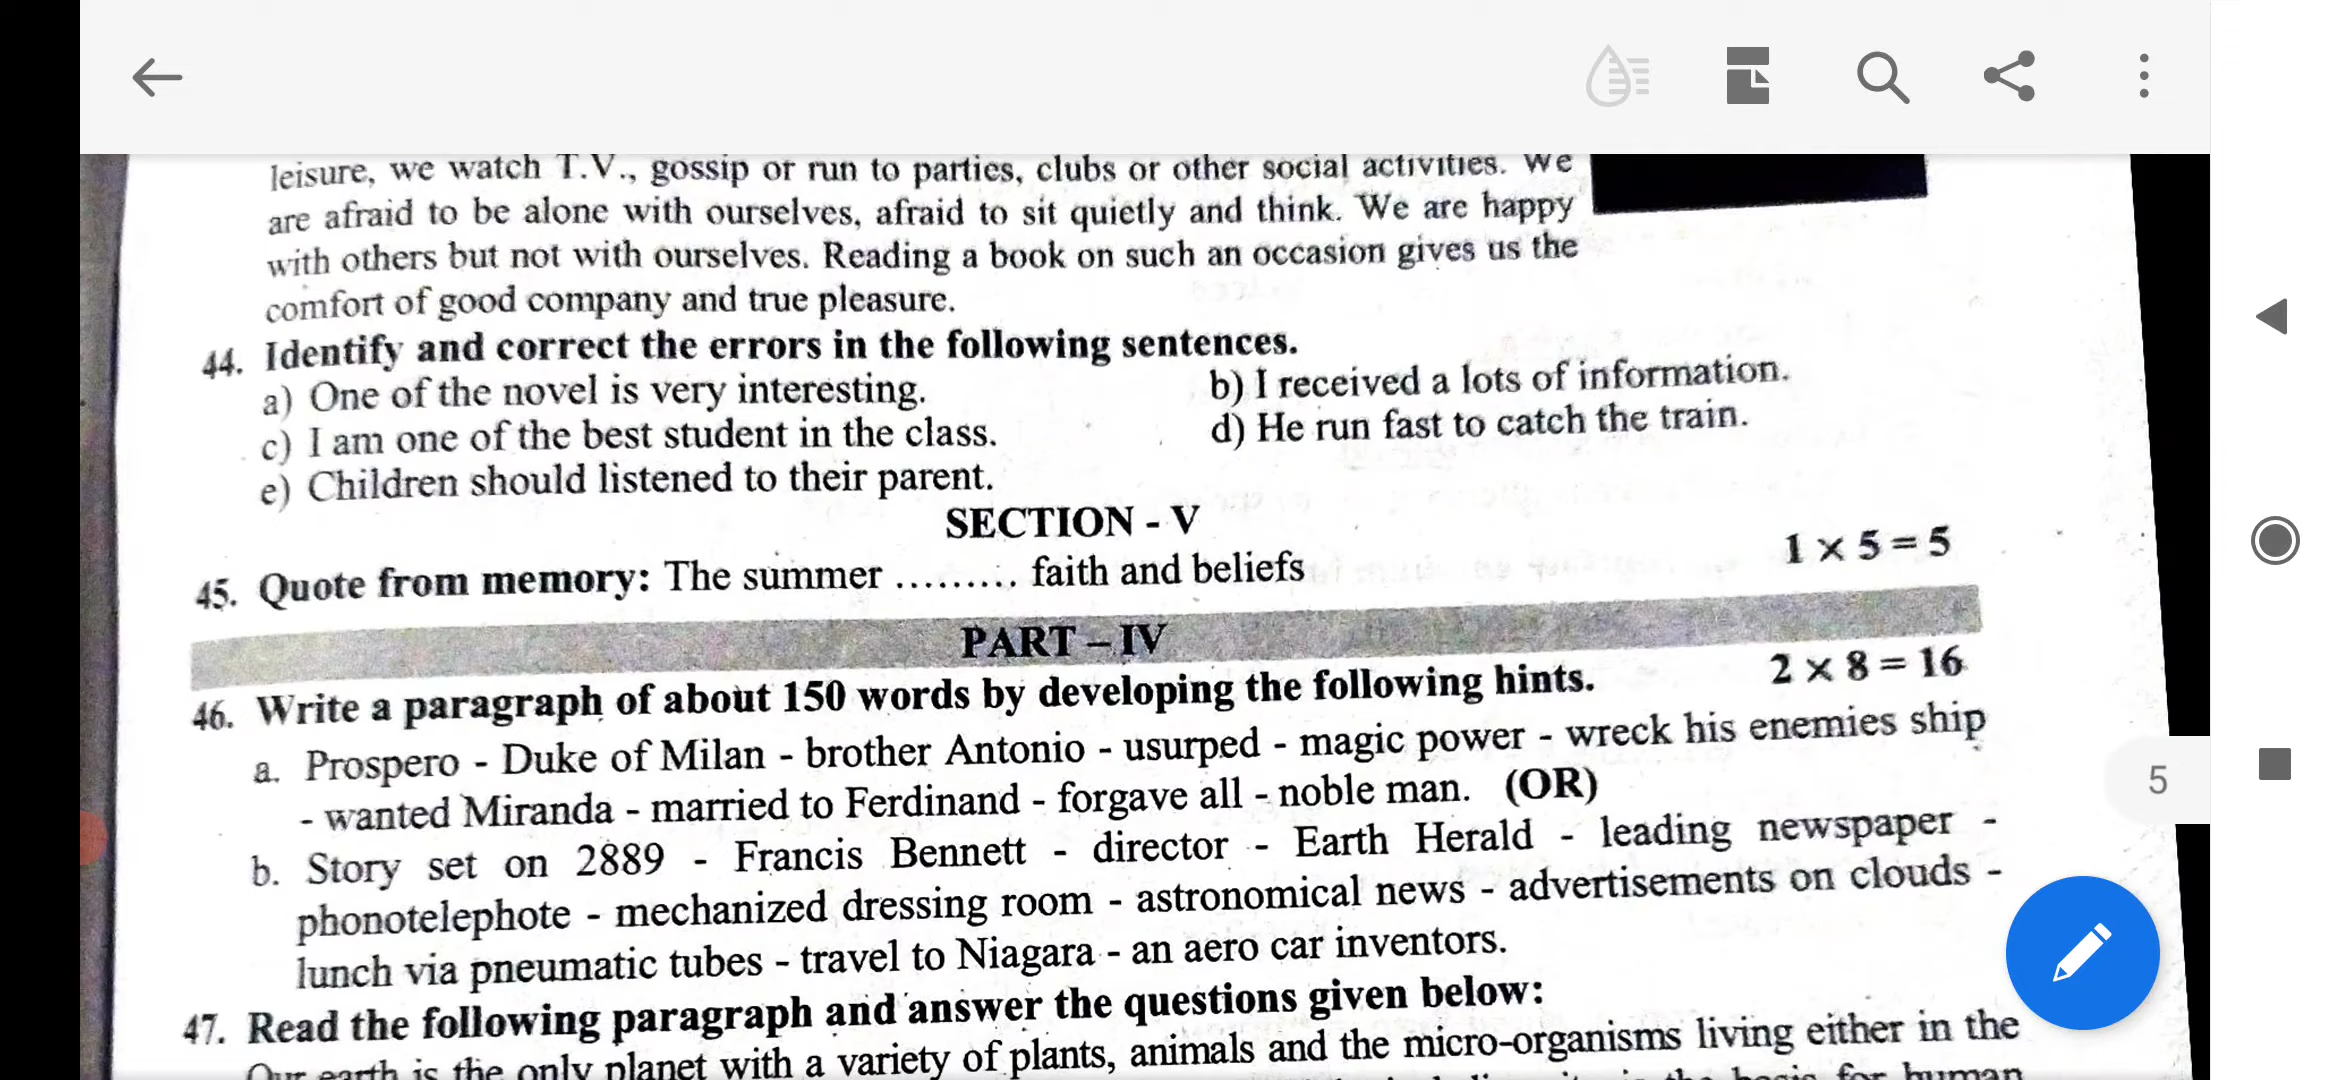 leisure, we watch T.V., gossip or run to parties, clubs or other social activities. We
are afraid to be alone with ourselves, afraid to sit quietly and think. We are happy
with others but not with ourselves. Reading a book on such an occasion gives us the
comfort of good company and true pleasure.
44. Identify and correct the errors in the following sentences.
a) One of the novel is very interesting. b) I received a lots of information.
c) I am one of the best student in the class. d) He run fast to catch the train.
e) Children should listened to their parent.
SECTION - V
1 × 5 = 5
45. Quote from memory: The summer ......... faith and beliefs
PART – IV
2 × 8 = 16
46. Write a paragraph of about 150 words by developing the following hints.
a. Prospero - Duke of Milan - brother Antonio - usurped - magic power - wreck his enemies ship
- wanted Miranda - married to Ferdinand - forgave all - noble man. (OR)
b. Story set on 2889 - Francis Bennett - director - Earth Herald - leading newspaper -
phonotelephote - mechanized dressing room - astronomical news - advertisements on clouds -
lunch via pneumatic tubes - travel to Niagara - an aero car inventors.
47. Read the following paragraph and answer the questions given below:
Our earth is the only planet with a variety of plants, animals and the micro-organisms living either in the
is the basis for human
5